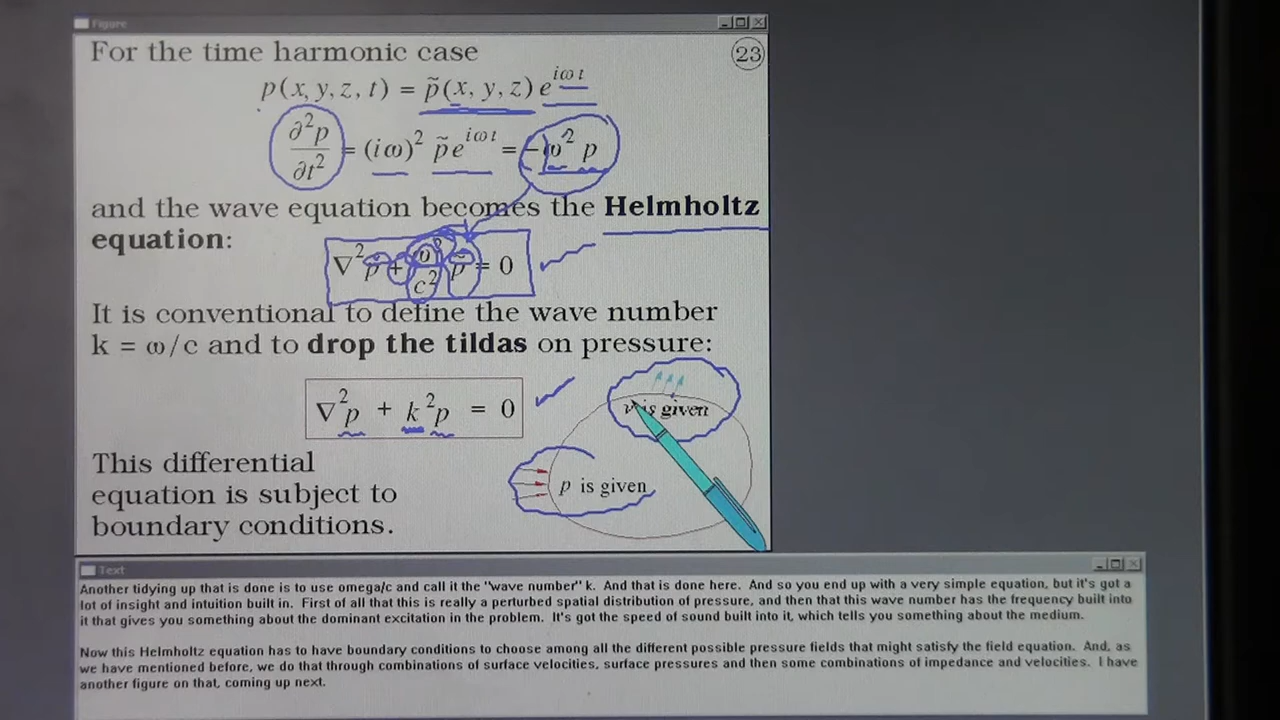 Figure
For the time harmonic case
23
p(x, y, z, t) = p̃(x, y, z) e^{iωt}
∂²p/∂t² = (iω)² p̃e^{iωt} = -ω² p
and the wave equation becomes the Helmholtz
equation:
∇²p̃ + ω²/c² p̃ = 0
It is conventional to define the wave number
k = ω/c and to drop the tildas on pressure:
∇²p + k²p = 0
v is given
This differential
equation is subject to
boundary conditions.
p is given
Text
Another tidying up that is done is to use omega/c and call it the "wave number" k. And that is done here. And so you end up with a very simple equation, but it's got a
lot of insight and intuition built in. First of all that this is really a perturbed spatial distribution of pressure, and then that this wave number has the frequency built into
it that gives you something about the dominant excitation in the problem. It's got the speed of sound built into it, which tells you something about the medium.
Now this Helmholtz equation has to have boundary conditions to choose among all the different possible pressure fields that might satisfy the field equation. And, as
we have mentioned before, we do that through combinations of surface velocities, surface pressures and then some combinations of impedance and velocities. I have
another figure on that, coming up next.